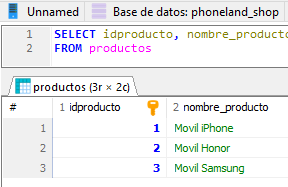 Unnamed
Base de datos: phoneland_shop
1 SELECT idproducto, nombre_producto
2 FROM productos
productos (3r × 2c)
# 1 idproducto 2 nombre_producto
1 1 Movil iPhone
2 2 Movil Honor
3 3 Movil Samsung